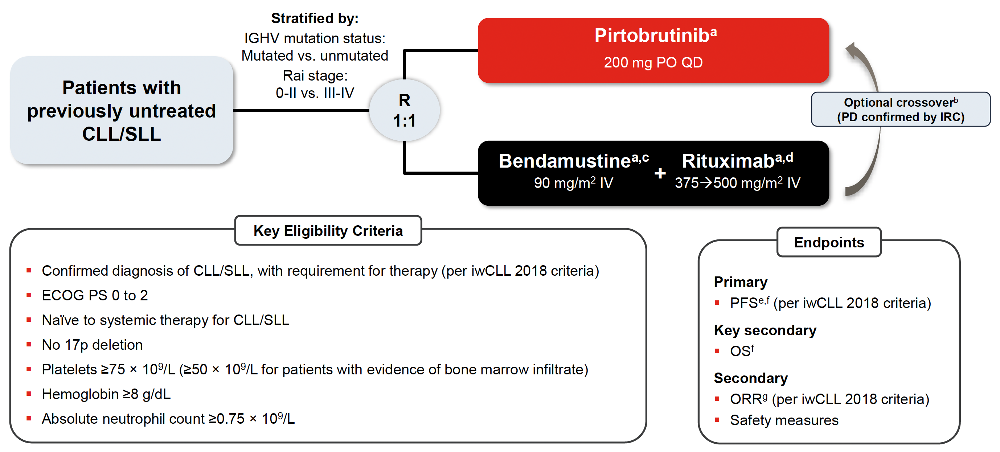 Stratified by:
IGHV mutation status:
Mutated vs. unmutated
Rai stage:
0-II vs. III-IV
Patients with
previously untreated
CLL/SLL
R
1:1
Pirtobrutinibᵃ
200 mg PO QD
Optional crossoverᵇ
(PD confirmed by IRC)
Bendamustineᵃ,ᶜ + Rituximabᵃ,ᵈ
90 mg/m² IV 375→500 mg/m² IV
Key Eligibility Criteria
▪ Confirmed diagnosis of CLL/SLL, with requirement for therapy (per iwCLL 2018 criteria)
▪ ECOG PS 0 to 2
▪ Naïve to systemic therapy for CLL/SLL
▪ No 17p deletion
▪ Platelets ≥75 × 10⁹/L (≥50 × 10⁹/L for patients with evidence of bone marrow infiltrate)
▪ Hemoglobin ≥8 g/dL
▪ Absolute neutrophil count ≥0.75 × 10⁹/L
Endpoints
Primary
▪ PFSᵉ,ᶠ (per iwCLL 2018 criteria)
Key secondary
▪ OSᶠ
Secondary
▪ ORRᵍ (per iwCLL 2018 criteria)
▪ Safety measures